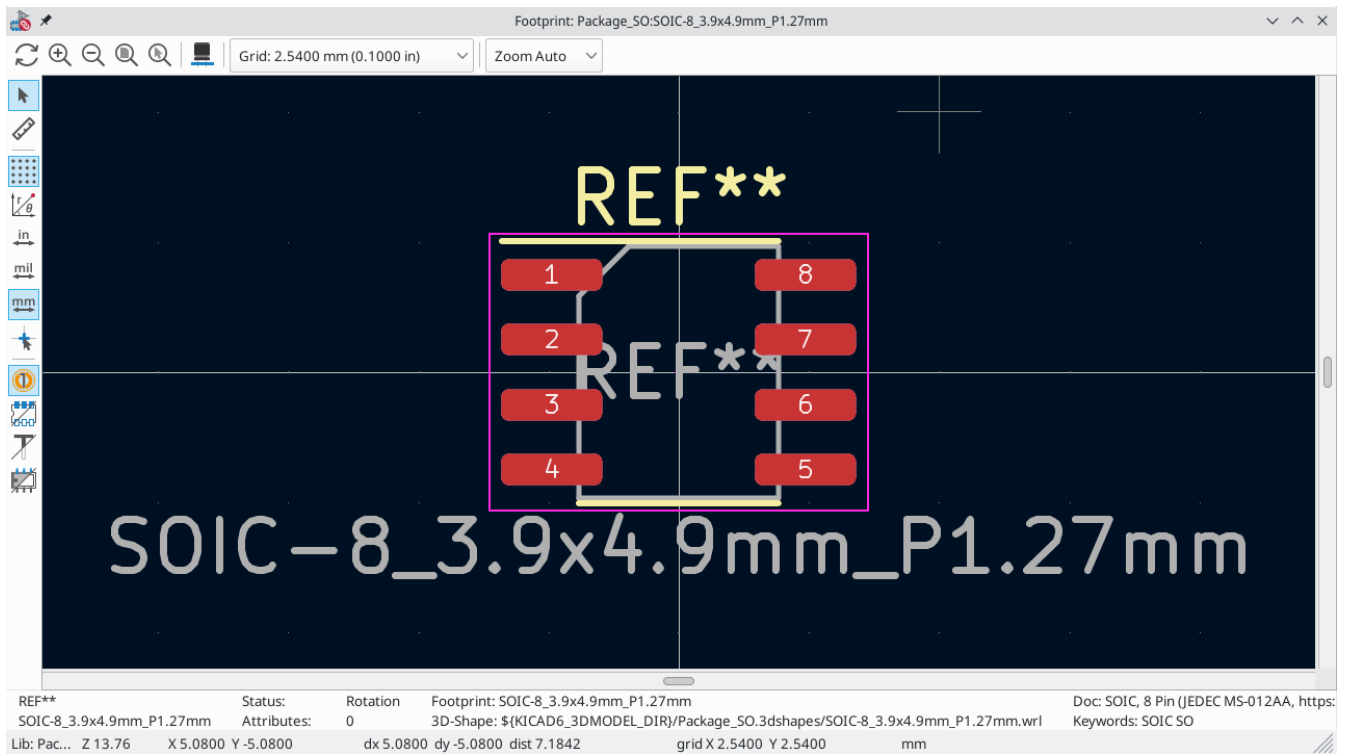 Footprint: Package_SO:SOIC-8_3.9x4.9mm_P1.27mm
Grid: 2.5400 mm (0.1000 in)
Zoom Auto
in
mil
mm
REF**
1
8
2
7
REF**
3
6
4
5
SOIC-8_3.9x4.9mm_P1.27mm
REF** Status: Rotation Footprint: SOIC-8_3.9x4.9mm_P1.27mm Doc: SOIC, 8 Pin (JEDEC MS-012AA, https:
SOIC-8_3.9x4.9mm_P1.27mm Attributes: 0 3D-Shape: ${KICAD6_3DMODEL_DIR}/Package_SO.3dshapes/SOIC-8_3.9x4.9mm_P1.27mm.wrl Keywords: SOIC SO
Lib: Pac... Z 13.76 X 5.0800 Y -5.0800 dx 5.0800 dy -5.0800 dist 7.1842 grid X 2.5400 Y 2.5400 mm